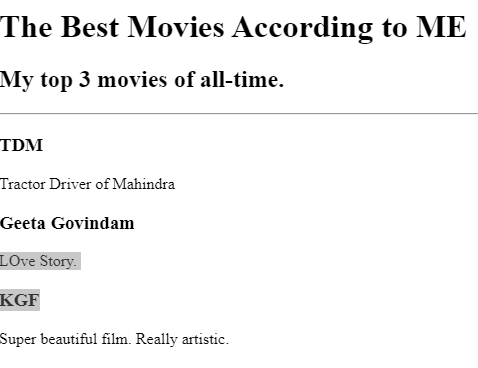 The Best Movies According to ME
My top 3 movies of all-time.
TDM
Tractor Driver of Mahindra
Geeta Govindam
LOve Story.
KGF
Super beautiful film. Really artistic.